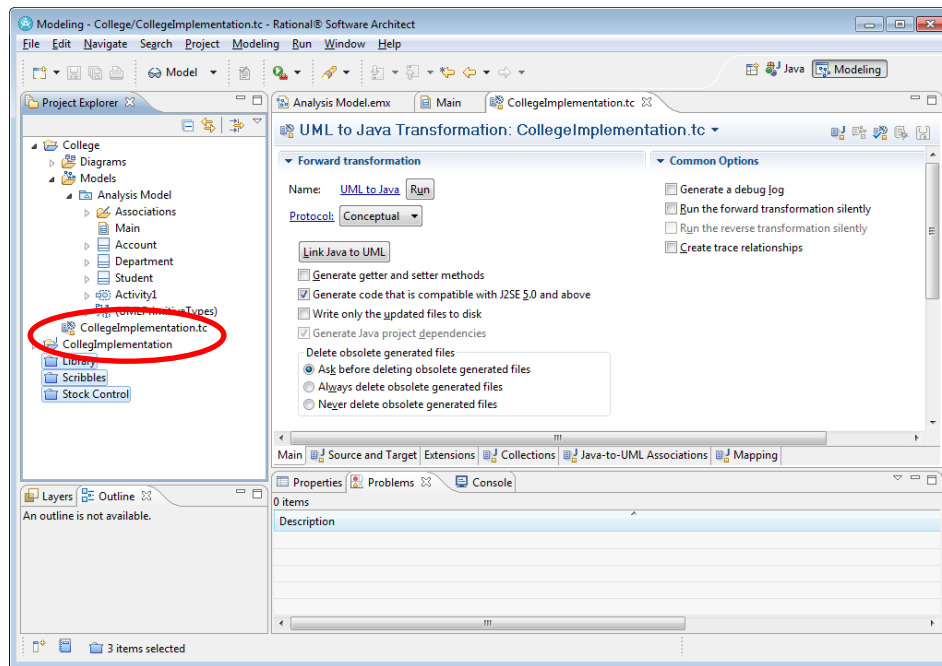 Modeling - College/CollegeImplementation.tc - Rational® Software Architect
File Edit Navigate Search Project Modeling Run Window Help
Model
Java Modeling
Project Explorer
College
Diagrams
Models
Analysis Model
Associations
Main
Account
Department
Student
Activity1
(UMLPrimitiveTypes)
CollegeImplementation.tc
CollegImplementation
Library
Scribbles
Stock Control
Analysis Model.emx Main CollegeImplementation.tc
UML to Java Transformation: CollegeImplementation.tc
Forward transformation
Name: UML to Java Run
Protocol: Conceptual
Link Java to UML
Generate getter and setter methods
Generate code that is compatible with J2SE 5.0 and above
Write only the updated files to disk
Generate Java project dependencies
Delete obsolete generated files
Ask before deleting obsolete generated files
Always delete obsolete generated files
Never delete obsolete generated files
Common Options
Generate a debug log
Run the forward transformation silently
Run the reverse transformation silently
Create trace relationships
Main Source and Target Extensions Collections Java-to-UML Associations Mapping
Layers Outline
An outline is not available.
Properties Problems Console
0 items
Description
3 items selected